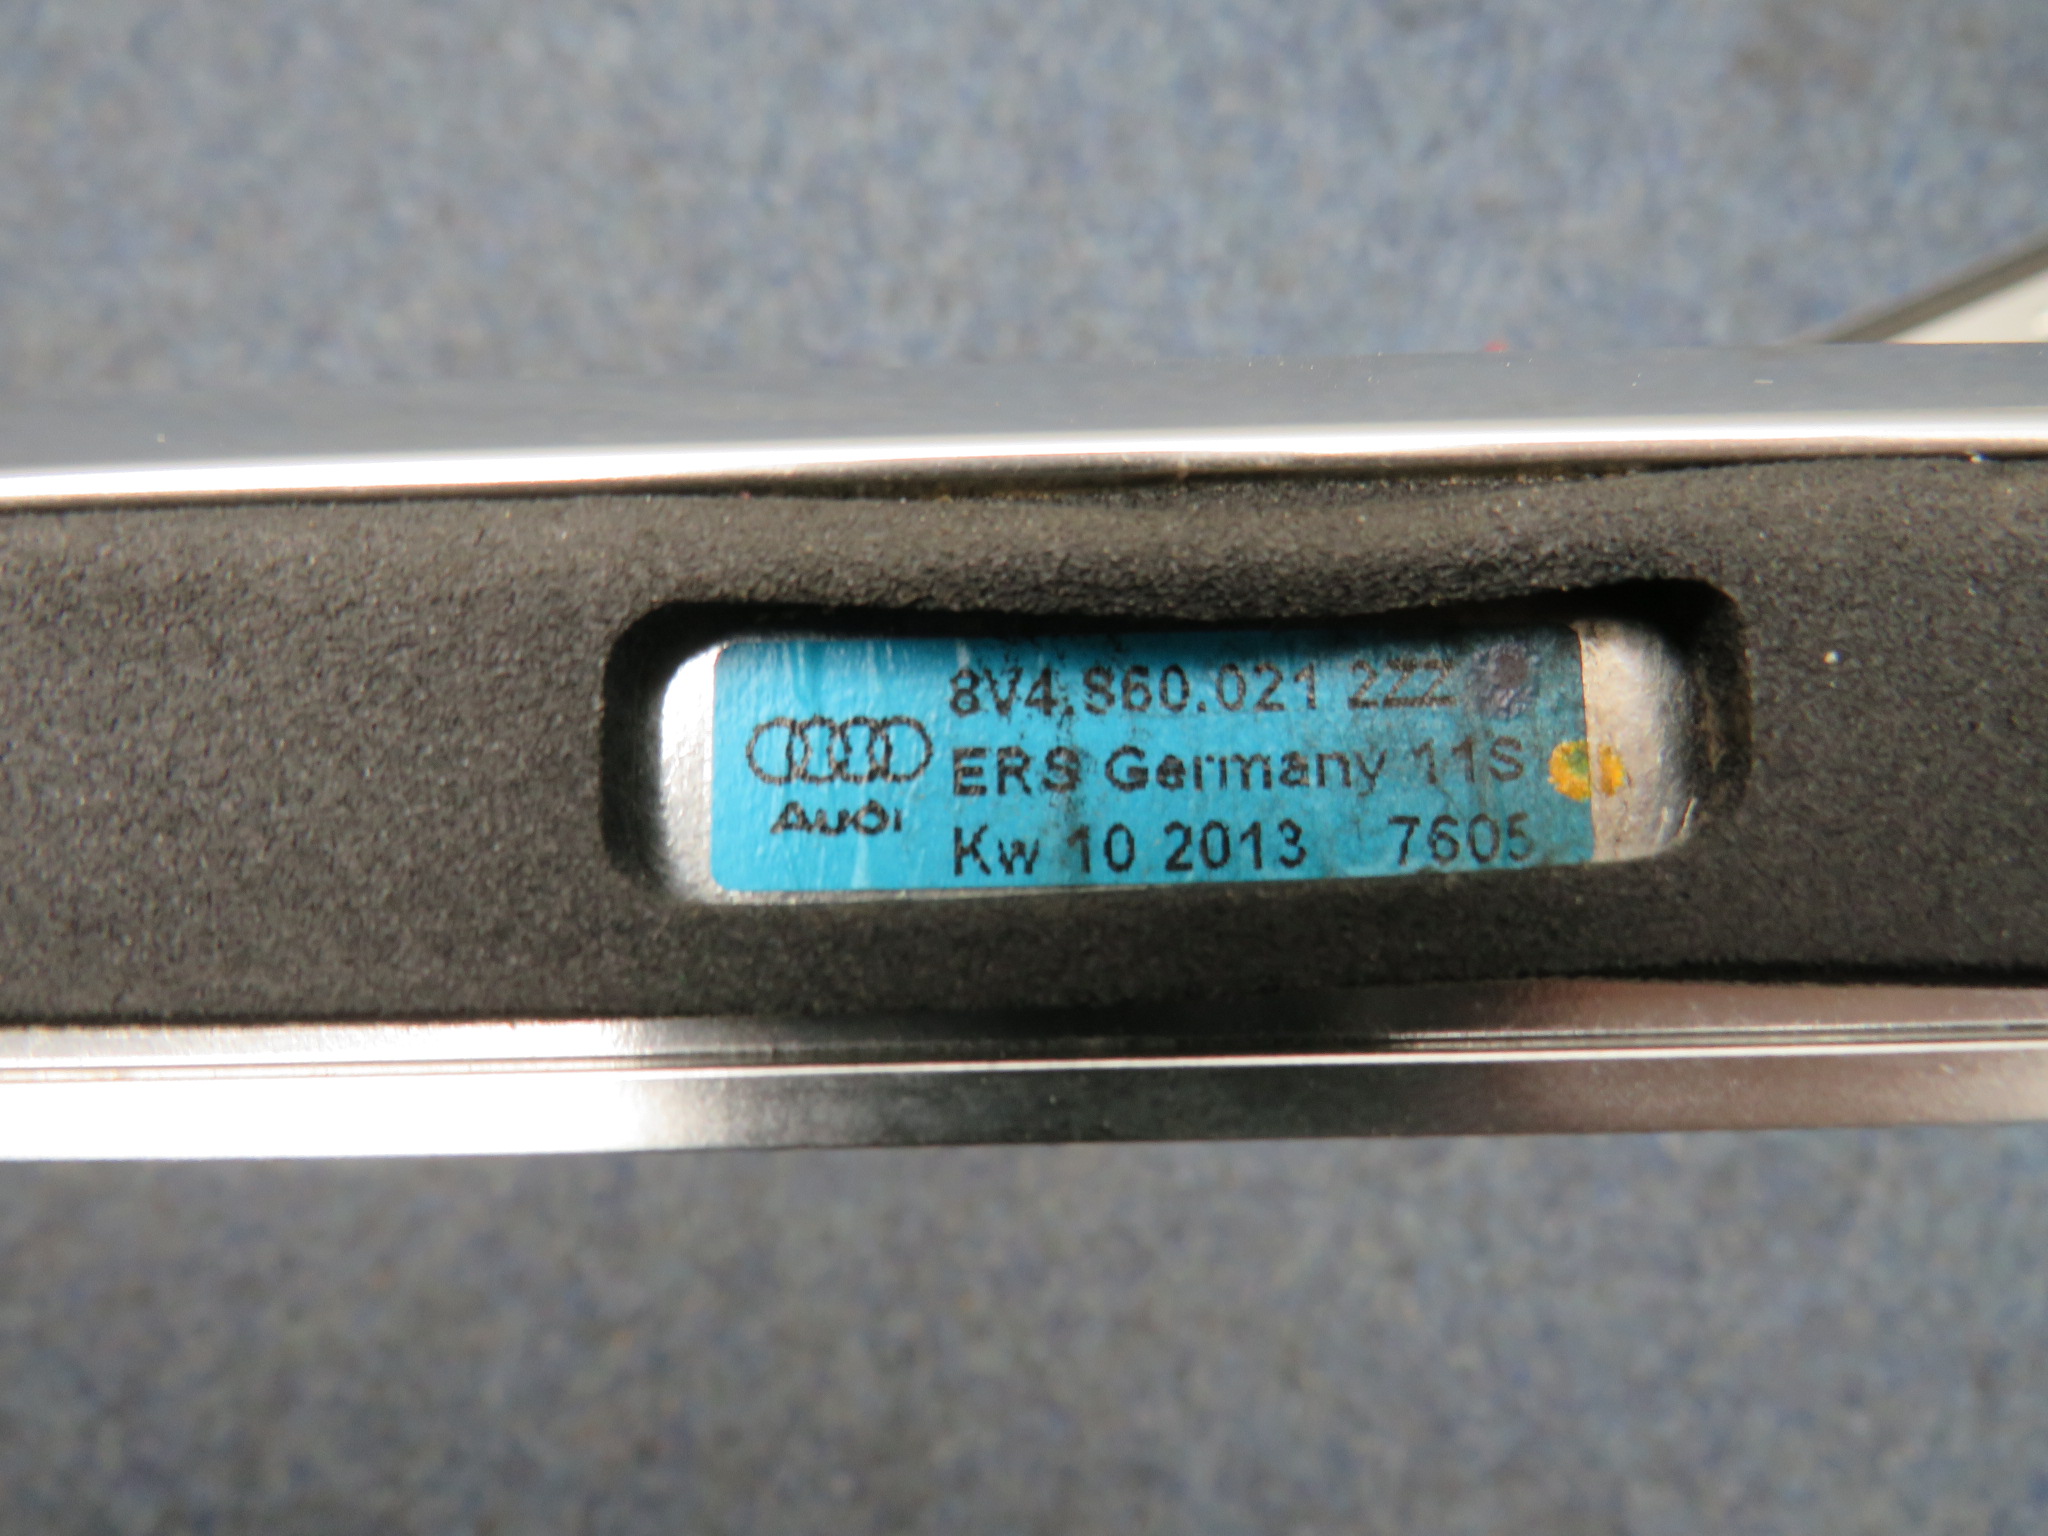 8V4.860.021 2ZZ
Audi
ERS Germany 11S
Kw 10 2013 7605